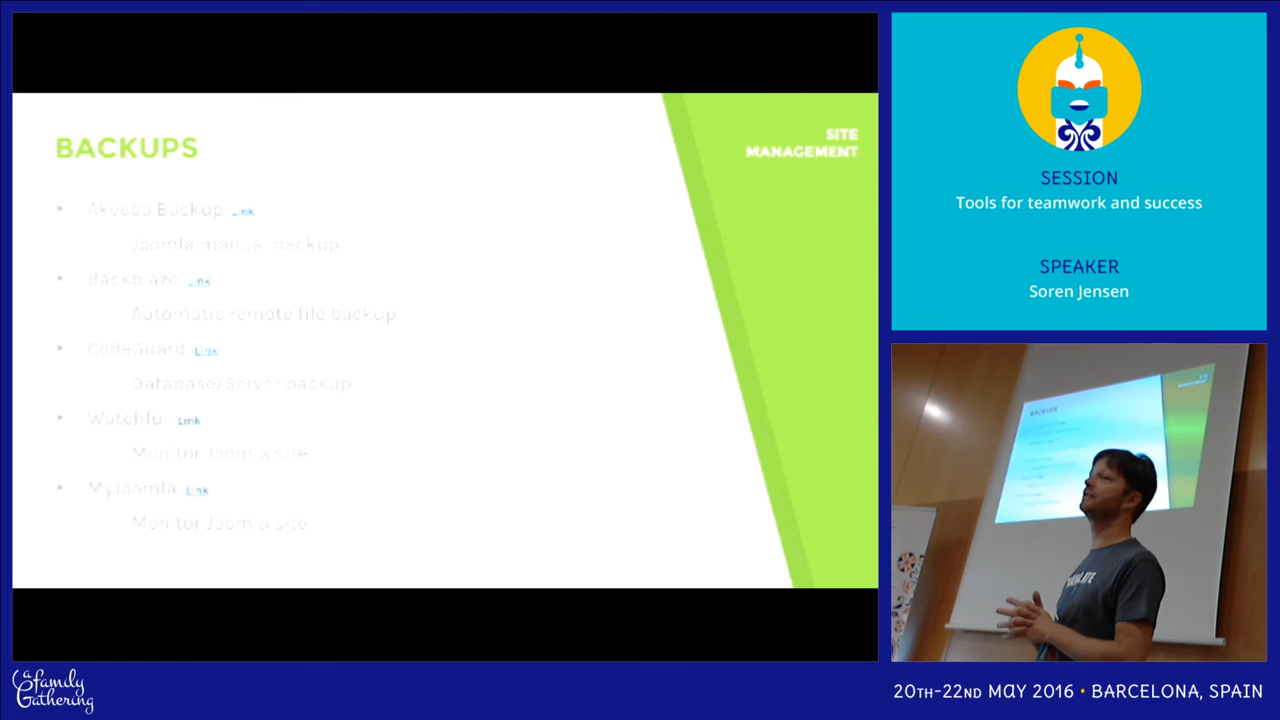 BACKUPS
SITE
MANAGEMENT
Akeeba Backup Link
Joomla manual backup
Backblaze Link
Automatic remote file backup
CodeGuard Link
Database/Server backup
Watchful Link
Monitor Joomla site
MyJoomla Link
Monitor Joomla site
SESSION
Tools for teamwork and success
SPEAKER
Soren Jensen
BACKUPS
a family
Gathering
20TH-22ND MAY 2016 • BARCELONA, SPAIN